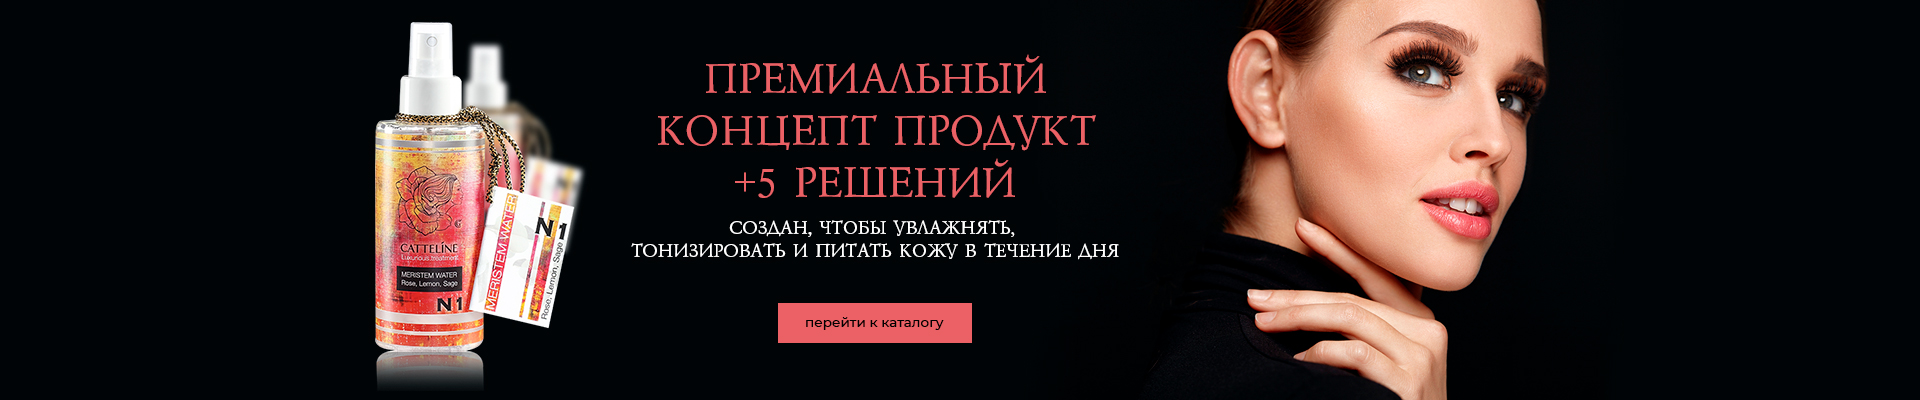 ПРЕМИАЛЬНЫЙ
КОНЦЕПТ ПРОДУКТ
+5 РЕШЕНИЙ
СОЗДАН, ЧТОБЫ УВЛАЖНЯТЬ,
ТОНИЗИРОВАТЬ И ПИТАТЬ КОЖУ В ТЕЧЕНИЕ ДНЯ
перейти к каталогу
CATTELÍNE
Luxurious treatment
MERISTEM WATER
Rose, Lemon, Sage
N1
MERISTEM WATER
N1
Rose, Lemon, Sage